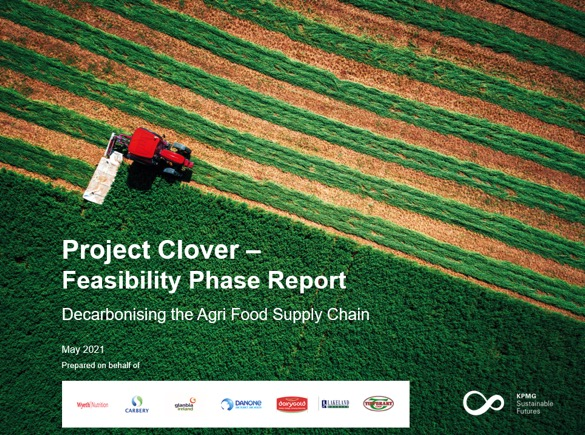 Project Clover –
Feasibility Phase Report
Decarbonising the Agri Food Supply Chain
May 2021
Prepared on behalf of
Wyeth Nutrition
CARBERY
glanbia
ireland
DANONE
dairygold
LAKELAND
TIPPERARY
KPMG
Sustainable
Futures